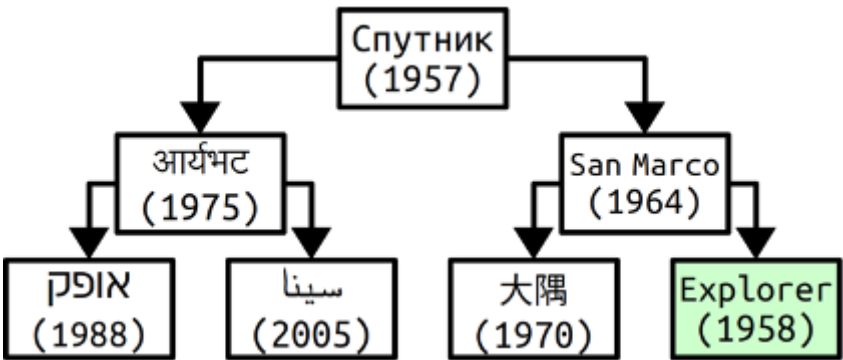 Спутник
(1957)
आर्यभट
(1975)
San Marco
(1964)
אופק
(1988)
سينا
(2005)
大隅
(1970)
Explorer
(1958)